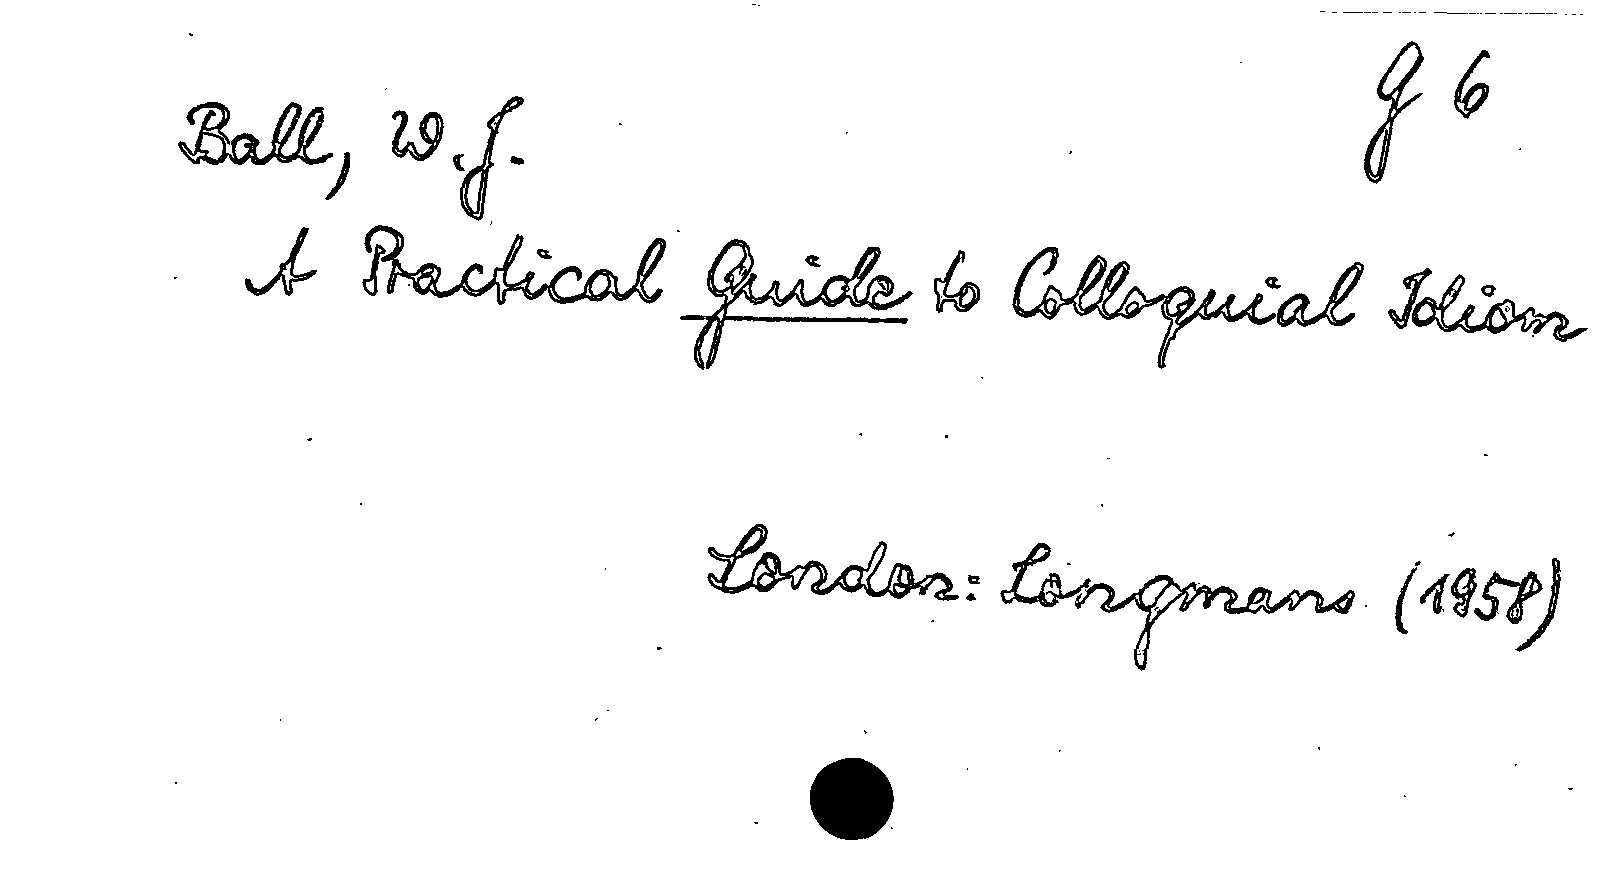 G 6
Ball, W.J.
A Practical Guide to Colloquial Idiom
London: Longmans (1958)